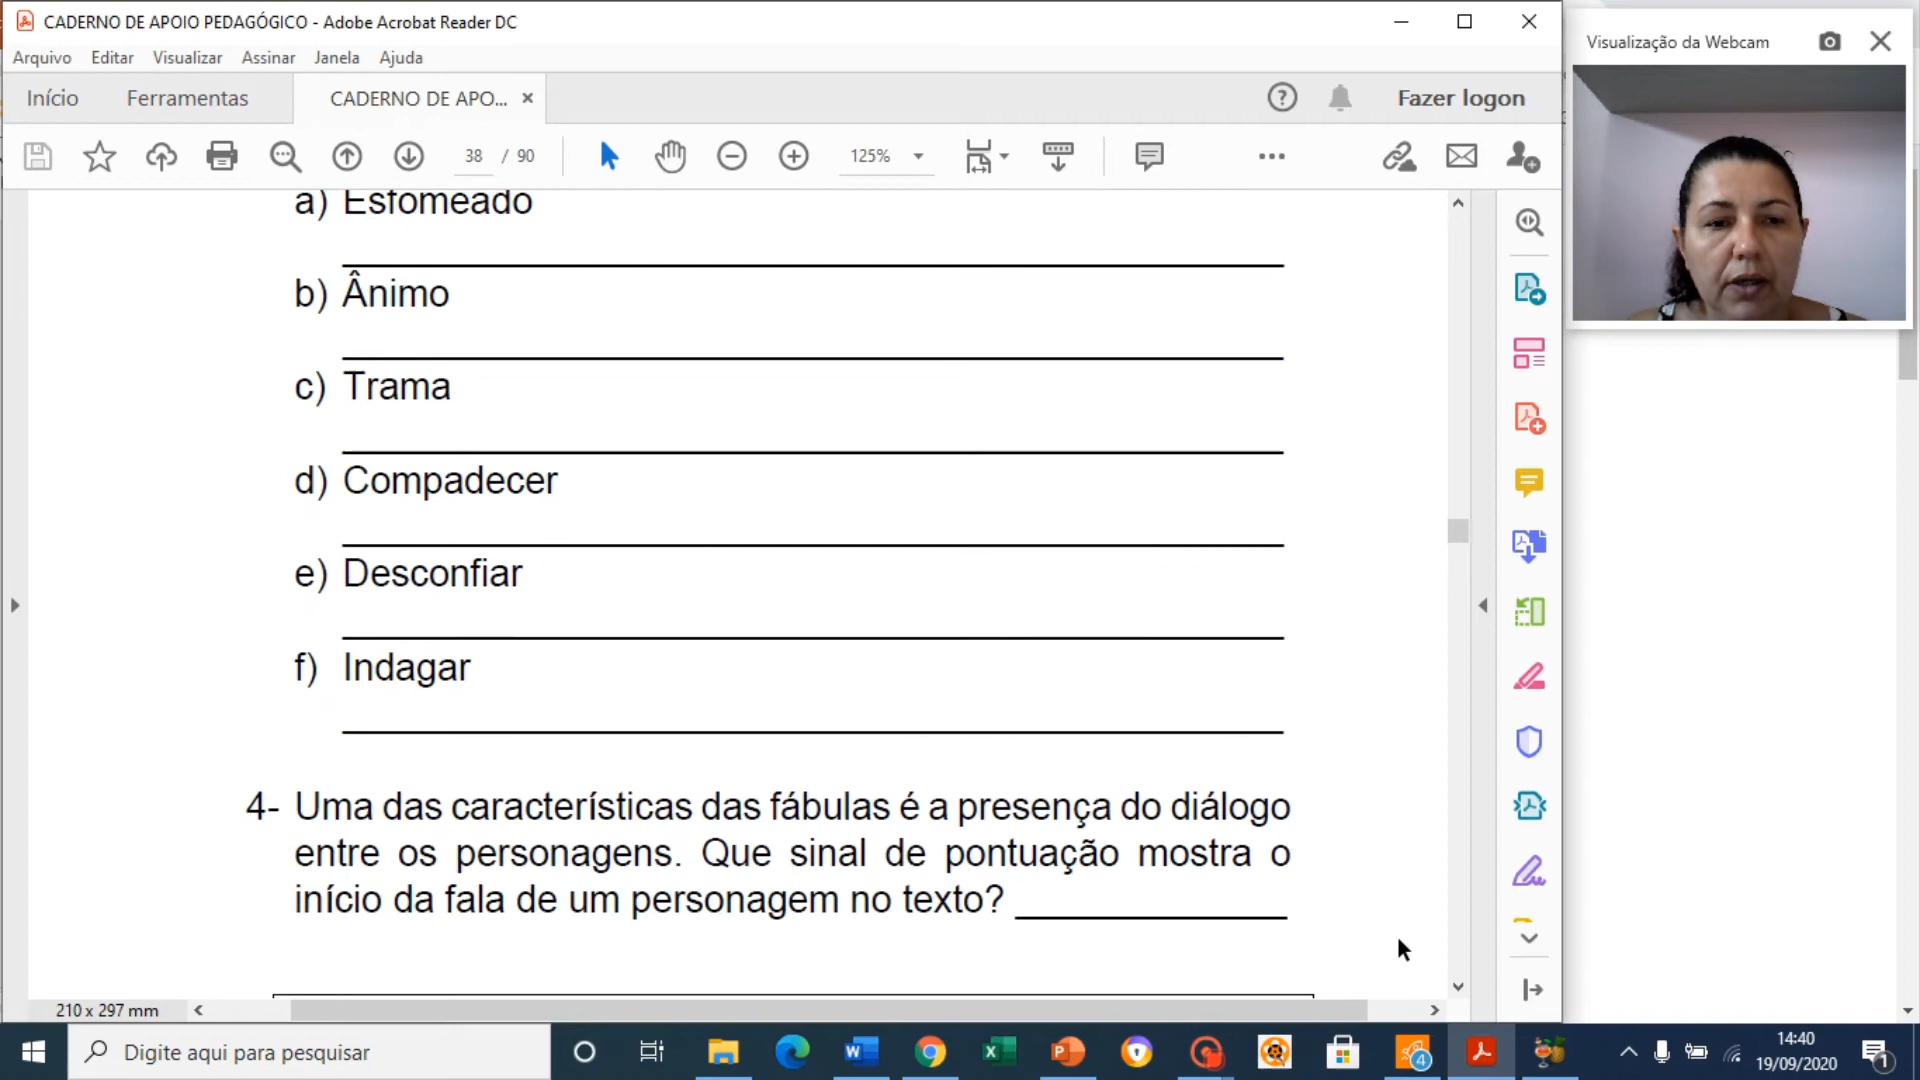 CADERNO DE APOIO PEDAGÓGICO - Adobe Acrobat Reader DC
Visualização da Webcam
Arquivo Editar Visualizar Assinar Janela Ajuda
Início Ferramentas CADERNO DE APO... Fazer logon
38 / 90 125%
a) Esfomeado
b) Ânimo
c) Trama
d) Compadecer
e) Desconfiar
f) Indagar
4- Uma das características das fábulas é a presença do diálogo
entre os personagens. Que sinal de pontuação mostra o
início da fala de um personagem no texto?
210 x 297 mm
Digite aqui para pesquisar
4
14:40
19/09/2020
1